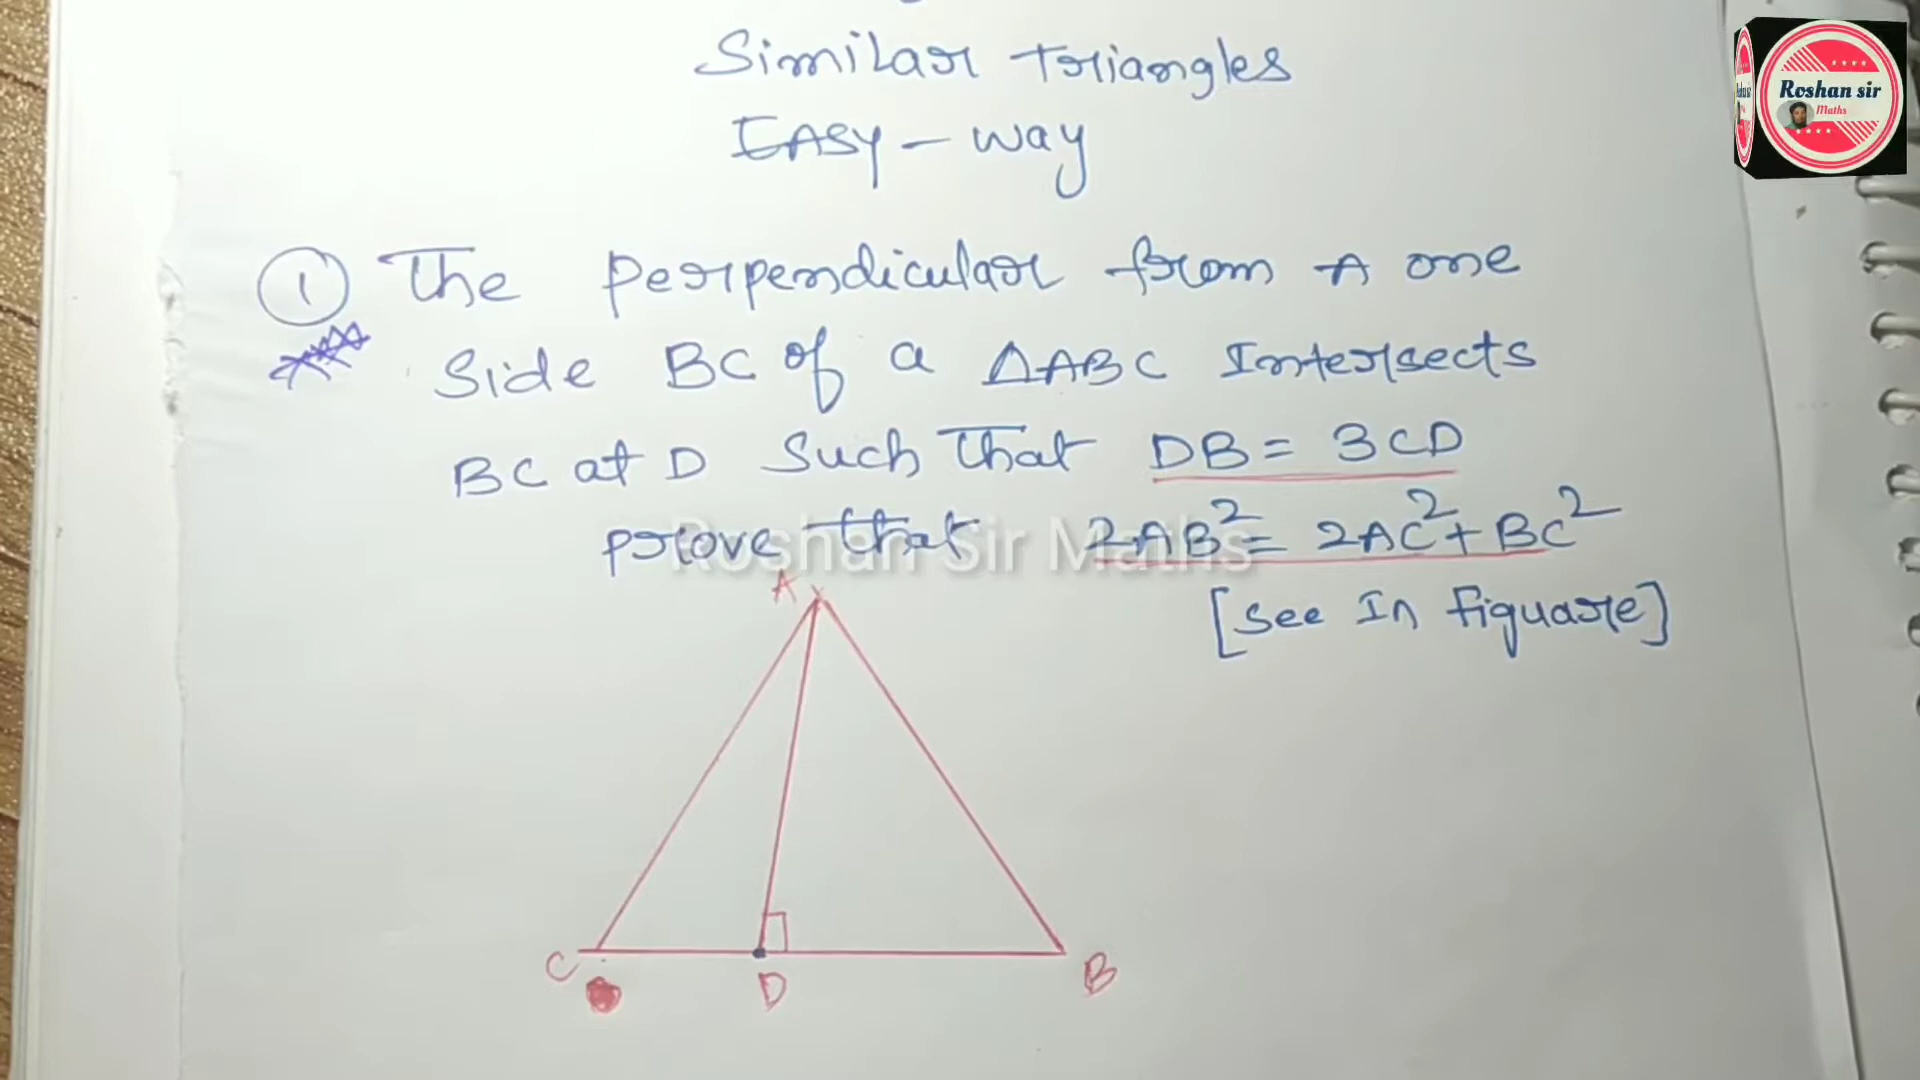 Similar triangles
EASY - way
Roshan sir
Maths
① The perpendicular from A one
Side BC of a △ABC Intersects
BC at D Such That DB = 3CD
prove that 2AB² = 2AC² + BC²
Roshan Sir Maths
[See In Figuare]
A
C
D
B